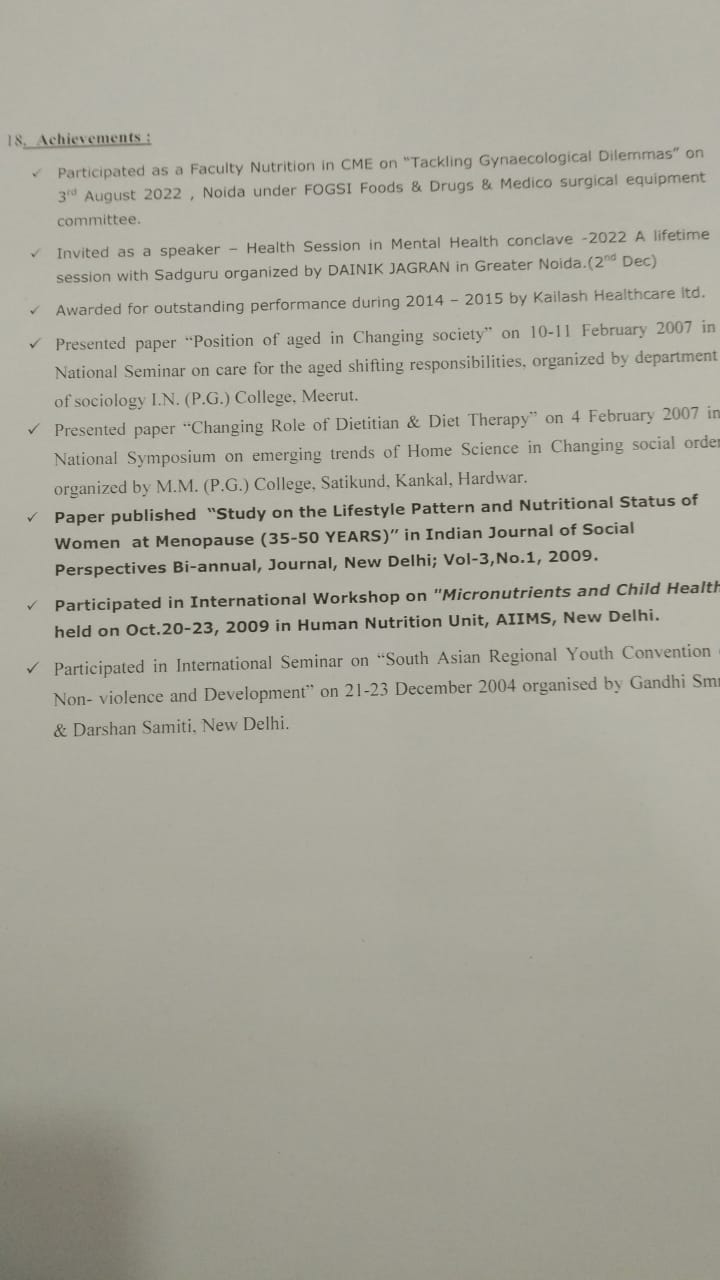 18. Achievements :
✓ Participated as a Faculty Nutrition in CME on "Tackling Gynaecological Dilemmas" on
3rd August 2022 , Noida under FOGSI Foods & Drugs & Medico surgical equipment
committee.
✓ Invited as a speaker – Health Session in Mental Health conclave -2022 A lifetime
session with Sadguru organized by DAINIK JAGRAN in Greater Noida.(2nd Dec)
✓ Awarded for outstanding performance during 2014 – 2015 by Kailash Healthcare ltd.
✓ Presented paper "Position of aged in Changing society" on 10-11 February 2007 in
National Seminar on care for the aged shifting responsibilities, organized by department
of sociology I.N. (P.G.) College, Meerut.
✓ Presented paper "Changing Role of Dietitian & Diet Therapy" on 4 February 2007 in
National Symposium on emerging trends of Home Science in Changing social order
organized by M.M. (P.G.) College, Satikund, Kankal, Hardwar.
✓ Paper published "Study on the Lifestyle Pattern and Nutritional Status of
Women at Menopause (35-50 YEARS)" in Indian Journal of Social
Perspectives Bi-annual, Journal, New Delhi; Vol-3,No.1, 2009.
✓ Participated in International Workshop on "Micronutrients and Child Health
held on Oct.20-23, 2009 in Human Nutrition Unit, AIIMS, New Delhi.
✓ Participated in International Seminar on "South Asian Regional Youth Convention
Non- violence and Development" on 21-23 December 2004 organised by Gandhi
& Darshan Samiti, New Delhi.